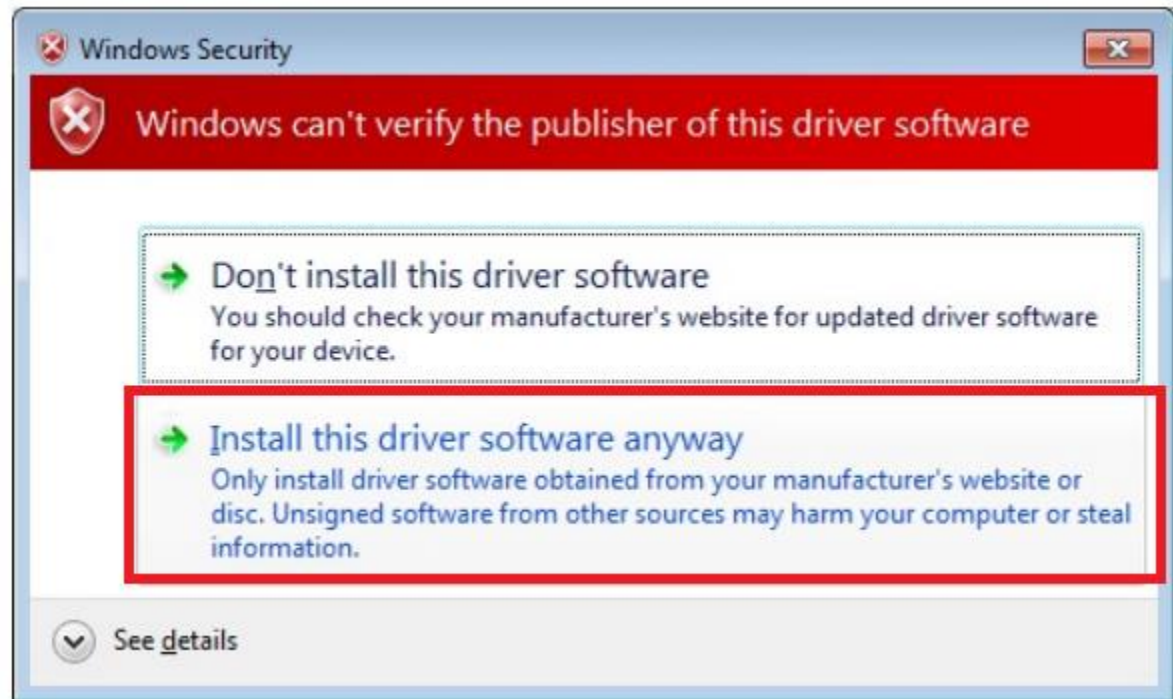 Windows Security
Windows can't verify the publisher of this driver software
Don't install this driver software
You should check your manufacturer's website for updated driver software
for your device.
Install this driver software anyway
Only install driver software obtained from your manufacturer's website or
disc. Unsigned software from other sources may harm your computer or steal
information.
See details